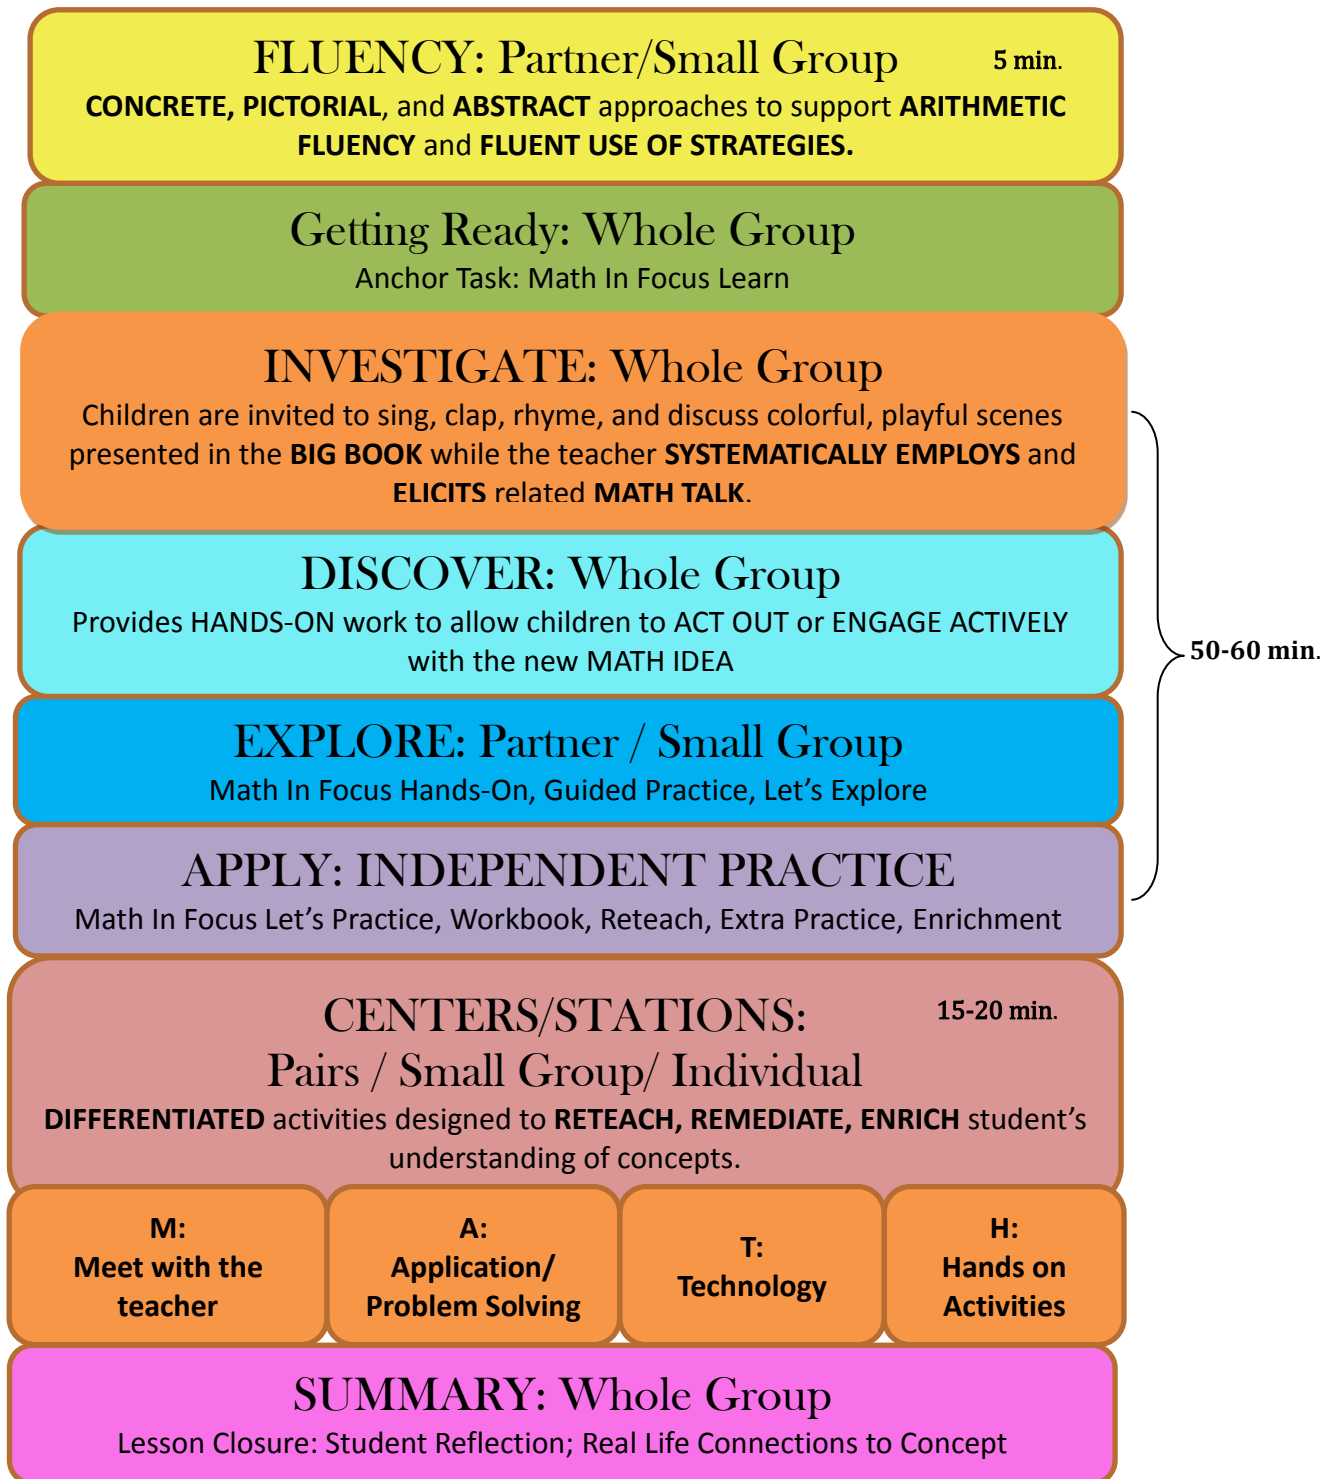 FLUENCY: Partner/Small Group 5 min.
CONCRETE, PICTORIAL, and ABSTRACT approaches to support ARITHMETIC
FLUENCY and FLUENT USE OF STRATEGIES.
Getting Ready: Whole Group
Anchor Task: Math In Focus Learn
INVESTIGATE: Whole Group
Children are invited to sing, clap, rhyme, and discuss colorful, playful scenes
presented in the BIG BOOK while the teacher SYSTEMATICALLY EMPLOYS and
ELICITS related MATH TALK.
DISCOVER: Whole Group
Provides HANDS-ON work to allow children to ACT OUT or ENGAGE ACTIVELY
with the new MATH IDEA
50-60 min.
EXPLORE: Partner / Small Group
Math In Focus Hands-On, Guided Practice, Let’s Explore
APPLY: INDEPENDENT PRACTICE
Math In Focus Let’s Practice, Workbook, Reteach, Extra Practice, Enrichment
CENTERS/STATIONS: 15-20 min.
Pairs / Small Group/ Individual
DIFFERENTIATED activities designed to RETEACH, REMEDIATE, ENRICH student’s
understanding of concepts.
M:
Meet with the
teacher
A:
Application/
Problem Solving
T:
Technology
H:
Hands on
Activities
SUMMARY: Whole Group
Lesson Closure: Student Reflection; Real Life Connections to Concept